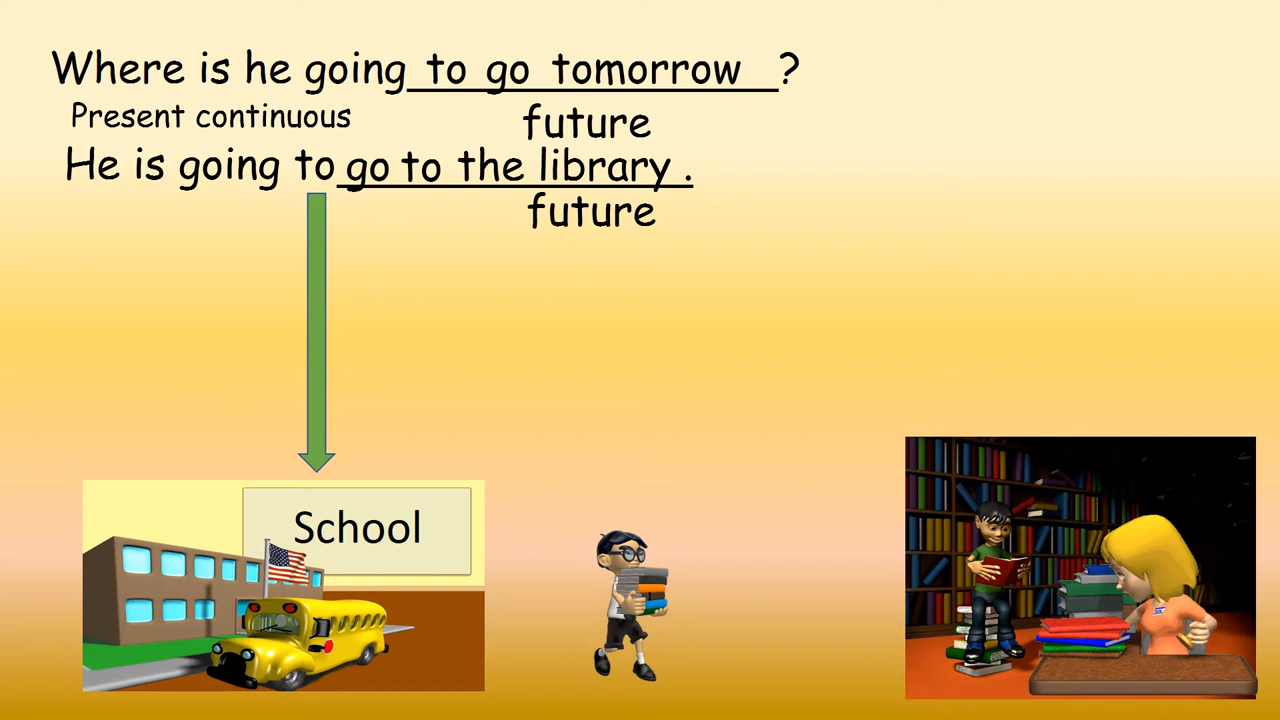 Where is he going to go tomorrow ?
Present continuous
future
He is going to go to the library .
future
School